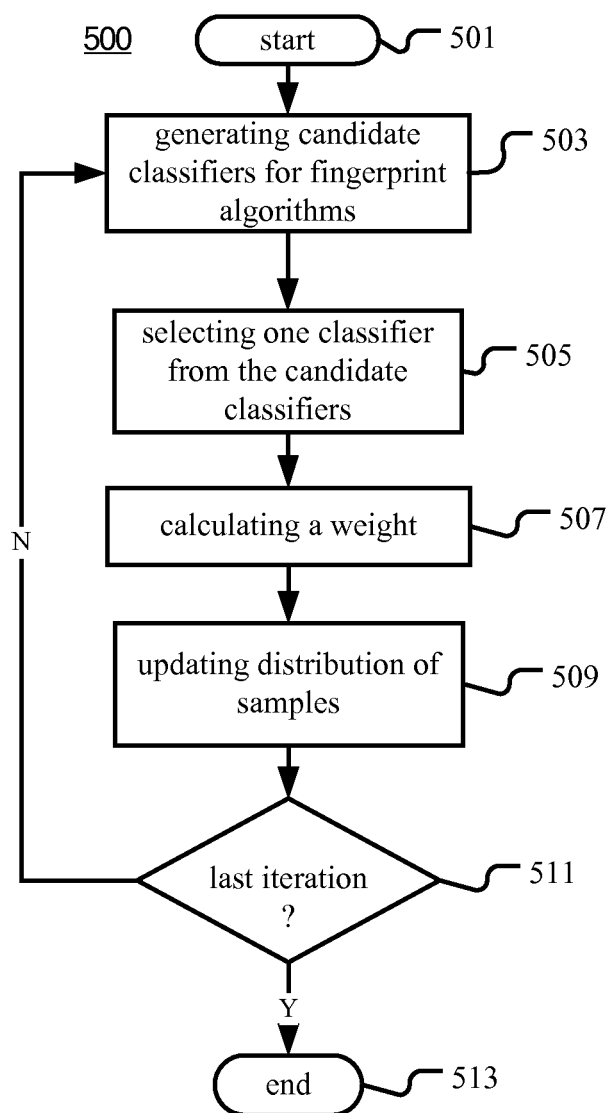 500
start
501
generating candidate
classifiers for fingerprint
algorithms
503
selecting one classifier
from the candidate
classifiers
505
calculating a weight
507
N
updating distribution of
samples
509
last iteration
?
511
Y
end
513